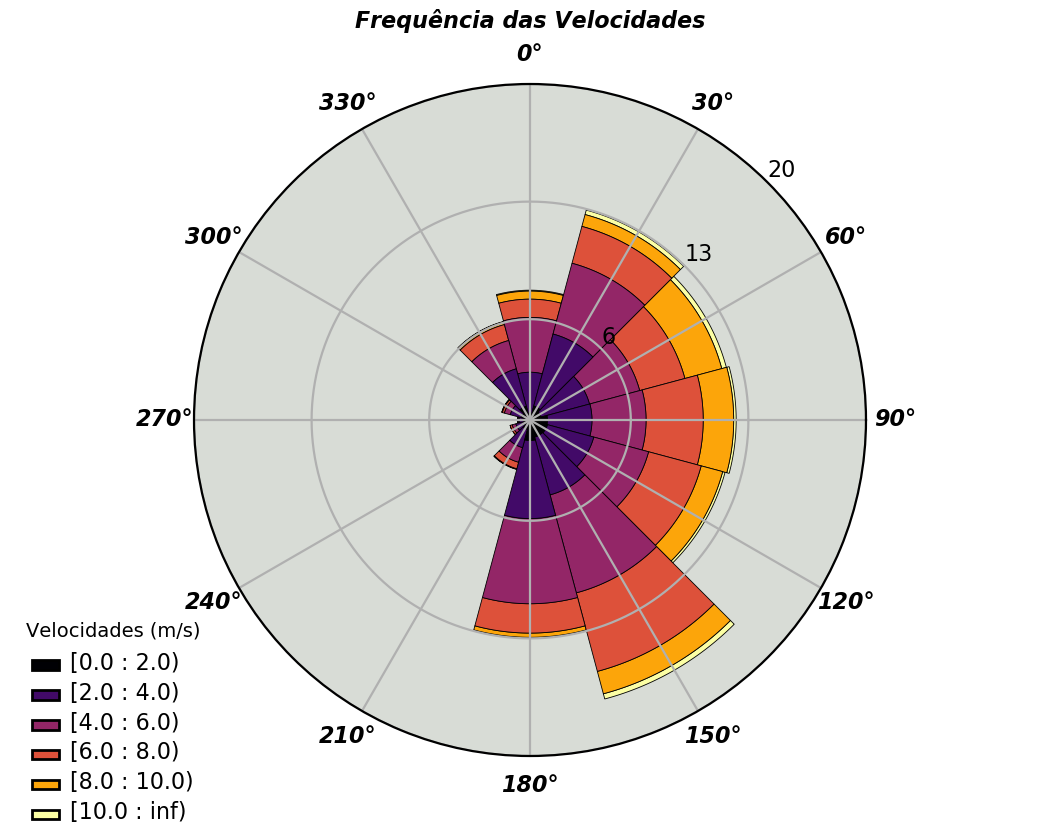 Frequência das Velocidades
0°
330°
30°
20
300°
60°
13
6
270°
90°
240°
120°
210°
150°
180°
Velocidades (m/s)
[0.0 : 2.0)
[2.0 : 4.0)
[4.0 : 6.0)
[6.0 : 8.0)
[8.0 : 10.0)
[10.0 : inf)